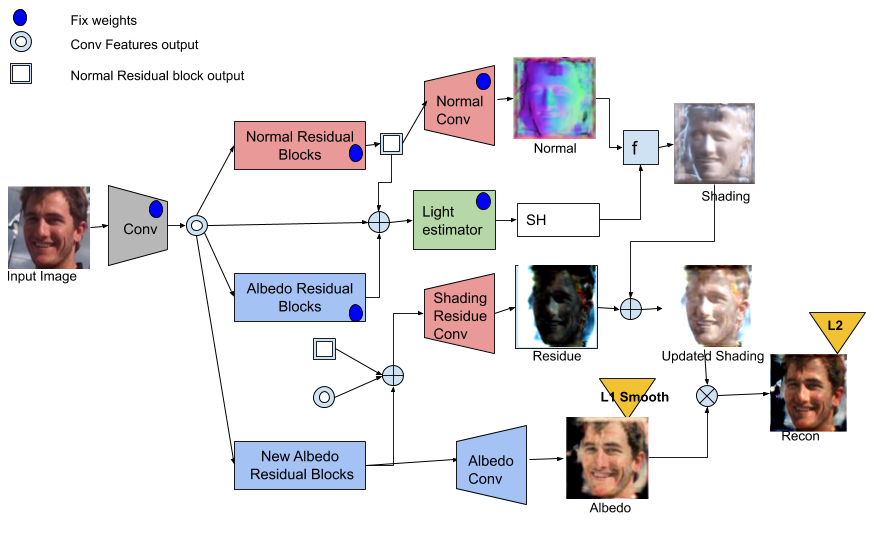 Fix weights
Conv Features output
Normal Residual block output
Normal Residual
Blocks
Normal
Conv
Normal
f
Shading
Conv
Input Image
Light
estimator
SH
Albedo Residual
Blocks
Shading
Residue
Conv
Residue
Updated Shading
L2
L1 Smooth
Recon
New Albedo
Residual Blocks
Albedo
Conv
Albedo